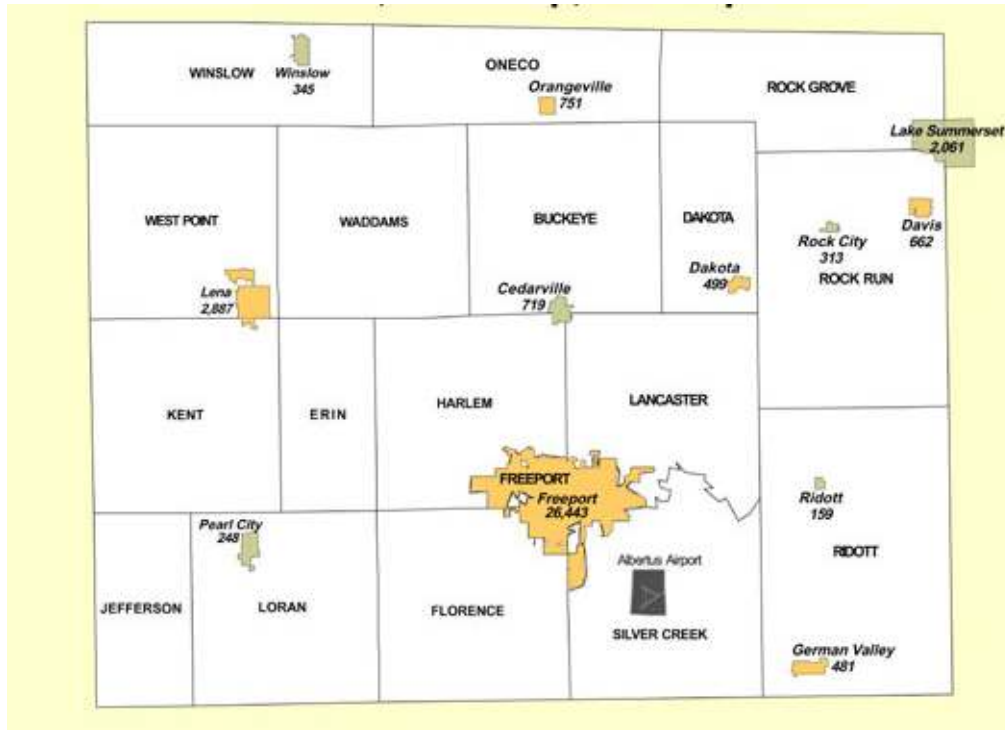 WINSLOW
Winslow
345
ONECO
Orangeville
751
ROCK GROVE
Lake Summerset
2,061
WEST POINT
WADDAMS
BUCKEYE
DAKOTA
Davis
662
Rock City
313
ROCK RUN
Lena
2,887
Cedarville
719
Dakota
499
KENT
ERIN
HARLEM
LANCASTER
FREEPORT
Freeport
26,443
Ridott
159
RIDOTT
Pearl City
248
Albertus Airport
JEFFERSON
LORAN
FLORENCE
SILVER CREEK
German Valley
481